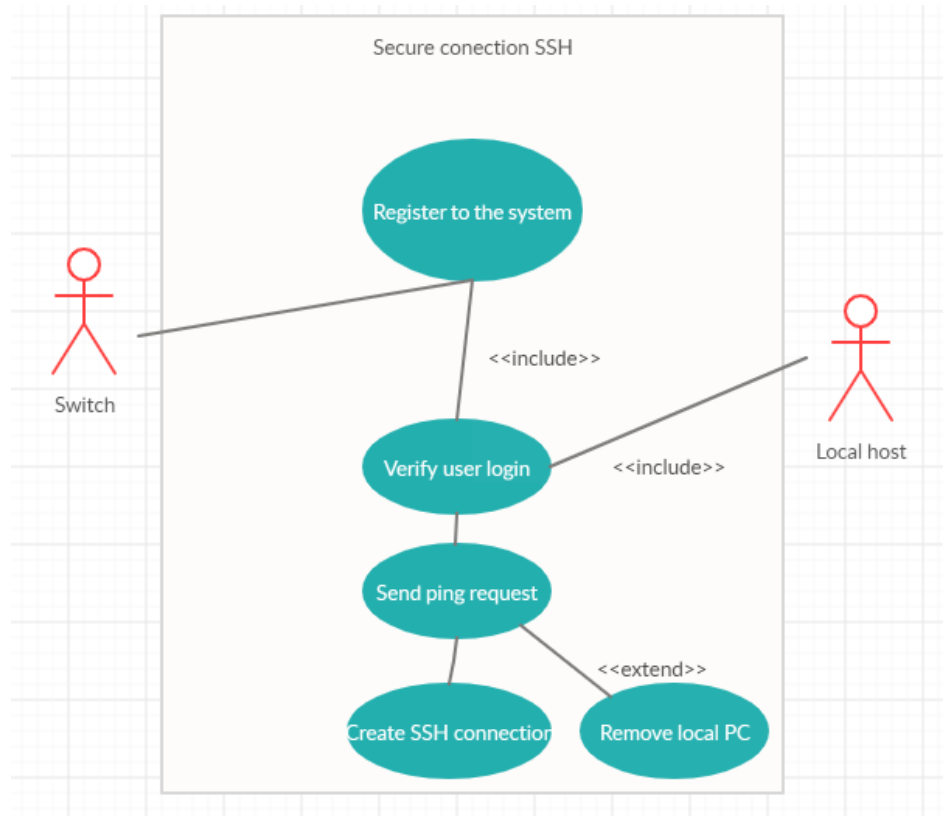 Secure conection SSH
Register to the system
Switch
<<include>>
Local host
Verify user login
<<include>>
Send ping request
<<extend>>
Create SSH connection
Remove local PC